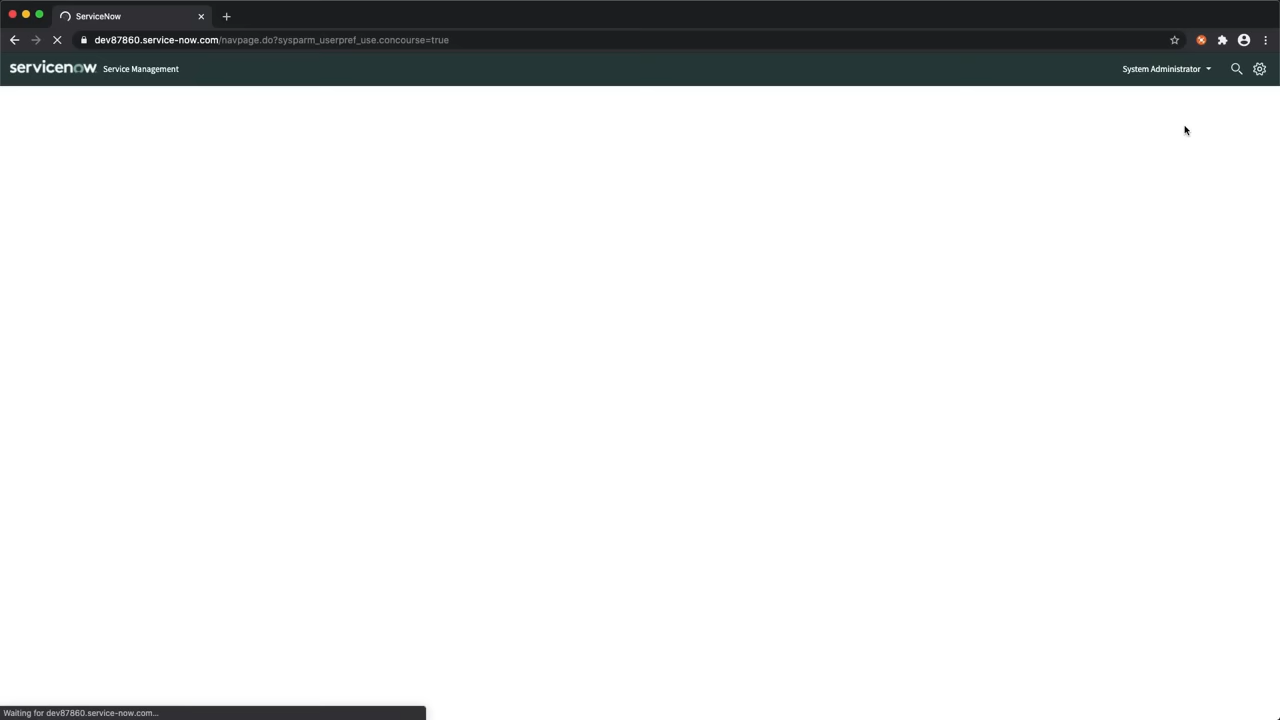 ServiceNow
dev87860.service-now.com/navpage.do?sysparm_userpref_use.concourse=true
servicenow Service Management
System Administrator
Waiting for dev87860.service-now.com...